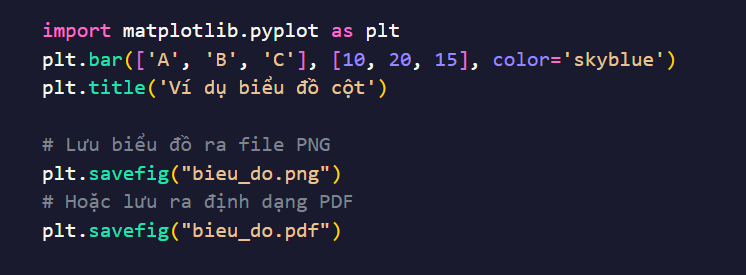 import matplotlib.pyplot as plt
plt.bar(['A', 'B', 'C'], [10, 20, 15], color='skyblue')
plt.title('Ví dụ biểu đồ cột')
# Lưu biểu đồ ra file PNG
plt.savefig("bieu_do.png")
# Hoặc lưu ra định dạng PDF
plt.savefig("bieu_do.pdf")